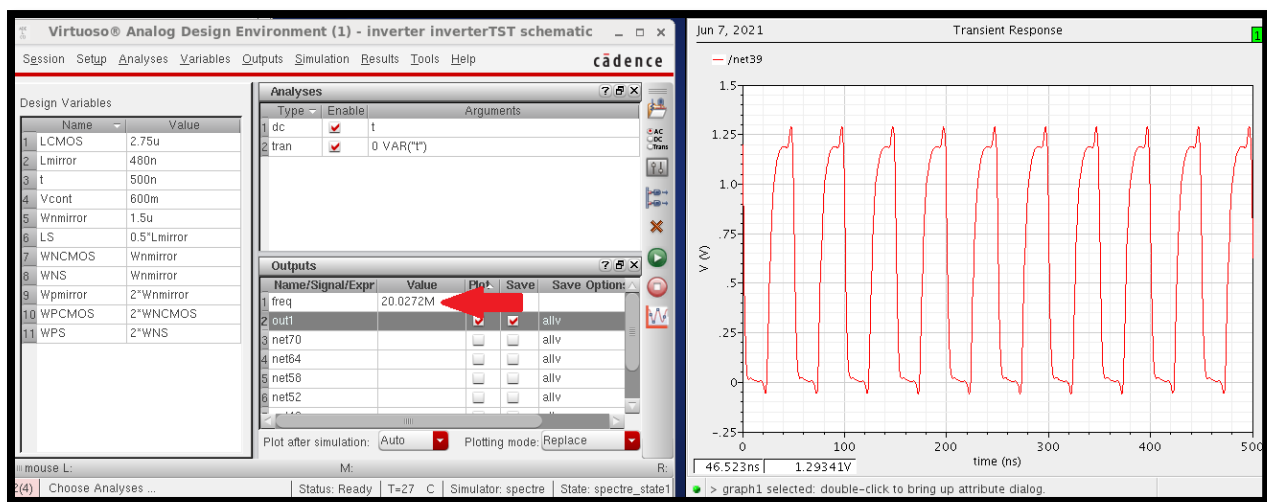 Virtuoso® Analog Design Environment (1) - inverter inverterTST schematic
Session Setup Analyses Variables Outputs Simulation Results Tools Help
cādence
Design Variables
Name Value
1 LCMOS 2.75u
2 Lmirror 480n
3 t 500n
4 Vcont 600m
5 Wnmirror 1.5u
6 LS 0.5*Lmirror
7 WNCMOS Wnmirror
8 WNS Wnmirror
9 Wpmirror 2*Wnmirror
10 WPCMOS 2*WNCMOS
11 WPS 2*WNS
Analyses
Type Enable Arguments
1 dc t
2 tran 0 VAR("t")
AC
DC
Trans
Outputs
Name/Signal/Expr Value Plot Save Save Options
1 freq 20.0272M
2 out1 allv
3 net70 allv
4 net64 allv
5 net58 allv
6 net52 allv
Plot after simulation: Auto Plotting mode: Replace
mouse L: M: R:
2(4) Choose Analyses ... Status: Ready T=27 C Simulator: spectre State: spectre_state1
Jun 7, 2021 Transient Response 1
/net39
1.5
1.25
1.0
.75
.5
.25
0
-.25
V (V)
0 100 200 300 400 500
time (ns)
46.523ns 1.29341V
> graph1 selected: double-click to bring up attribute dialog.